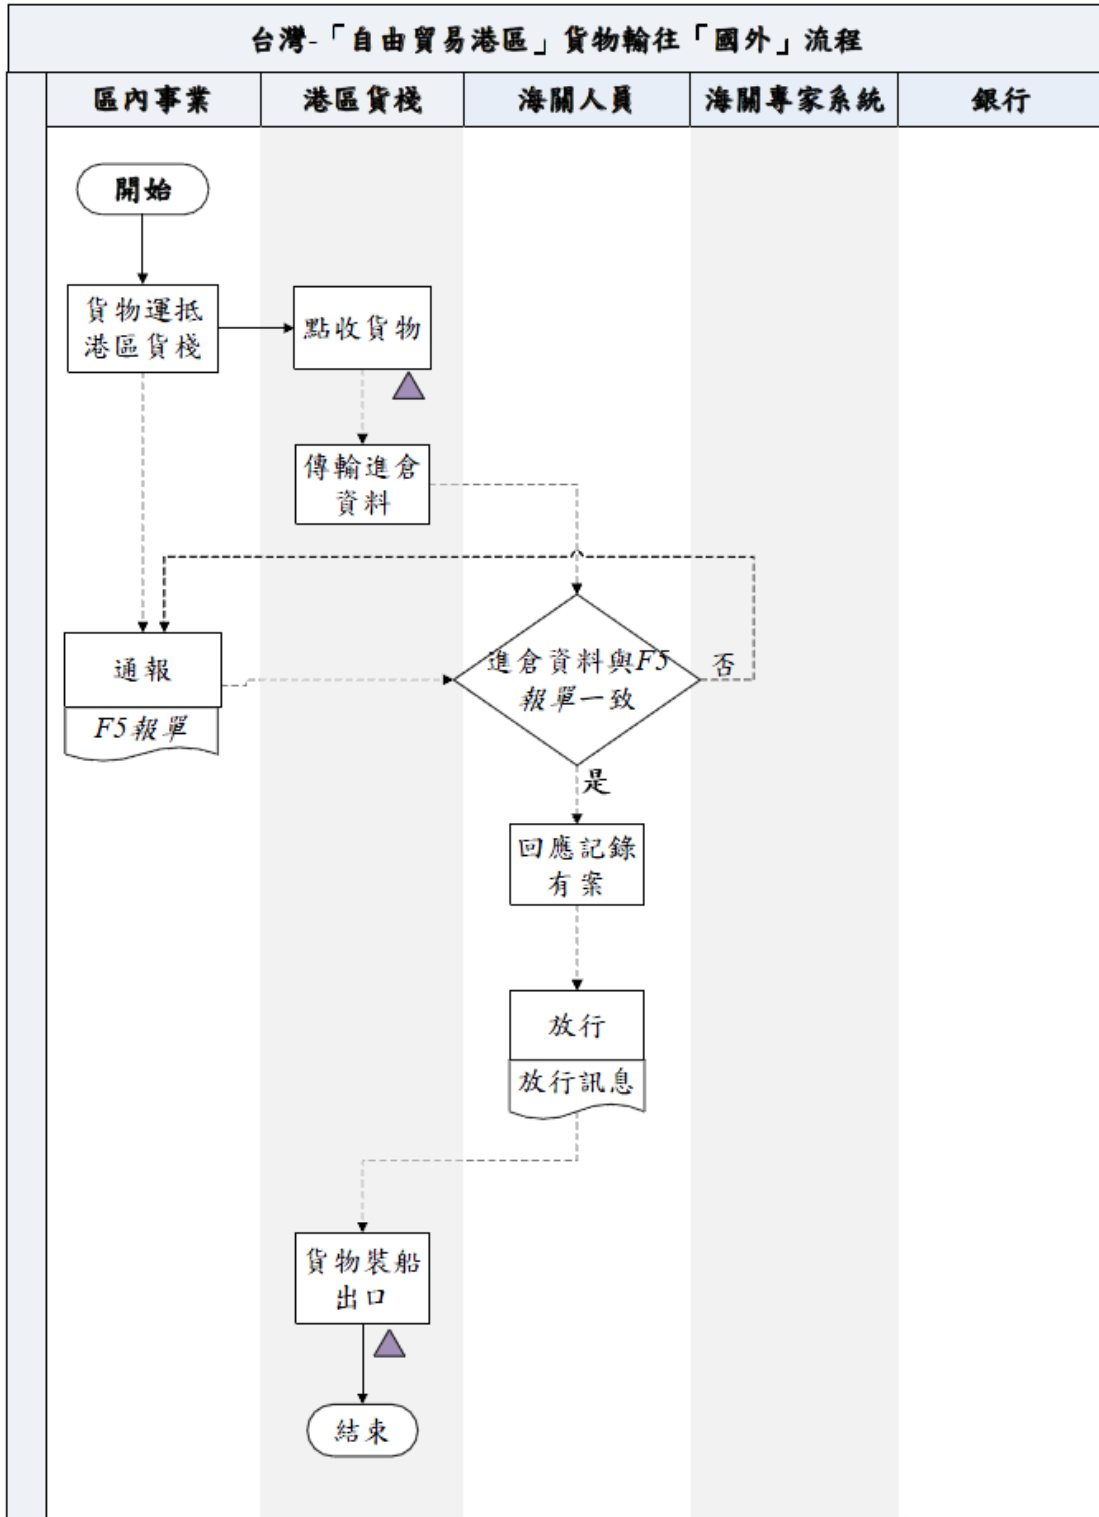 台灣-「自由貿易港區」貨物輸往「國外」流程
區內事業
港區貨棧
海關人員
海關專家系統
銀行
開始
貨物運抵
港區貨棧
點收貨物
傳輸進倉
資料
通報
F5報單
進倉資料與F5
報單一致
否
是
回應記錄
有案
放行
放行訊息
貨物裝船
出口
結束